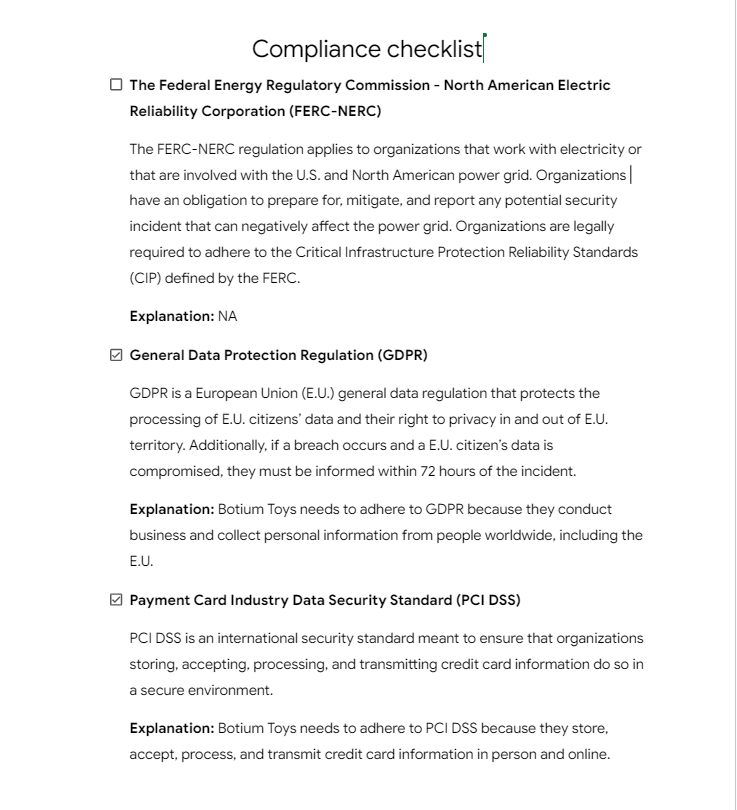 Compliance checklist
The Federal Energy Regulatory Commission - North American Electric
Reliability Corporation (FERC-NERC)
The FERC-NERC regulation applies to organizations that work with electricity or
that are involved with the U.S. and North American power grid. Organizations
have an obligation to prepare for, mitigate, and report any potential security
incident that can negatively affect the power grid. Organizations are legally
required to adhere to the Critical Infrastructure Protection Reliability Standards
(CIP) defined by the FERC.
Explanation: NA
General Data Protection Regulation (GDPR)
GDPR is a European Union (E.U.) general data regulation that protects the
processing of E.U. citizens' data and their right to privacy in and out of E.U.
territory. Additionally, if a breach occurs and a E.U. citizen's data is
compromised, they must be informed within 72 hours of the incident.
Explanation: Botium Toys needs to adhere to GDPR because they conduct
business and collect personal information from people worldwide, including the
E.U.
Payment Card Industry Data Security Standard (PCI DSS)
PCI DSS is an international security standard meant to ensure that organizations
storing, accepting, processing, and transmitting credit card information do so in
a secure environment.
Explanation: Botium Toys needs to adhere to PCI DSS because they store,
accept, process, and transmit credit card information in person and online.